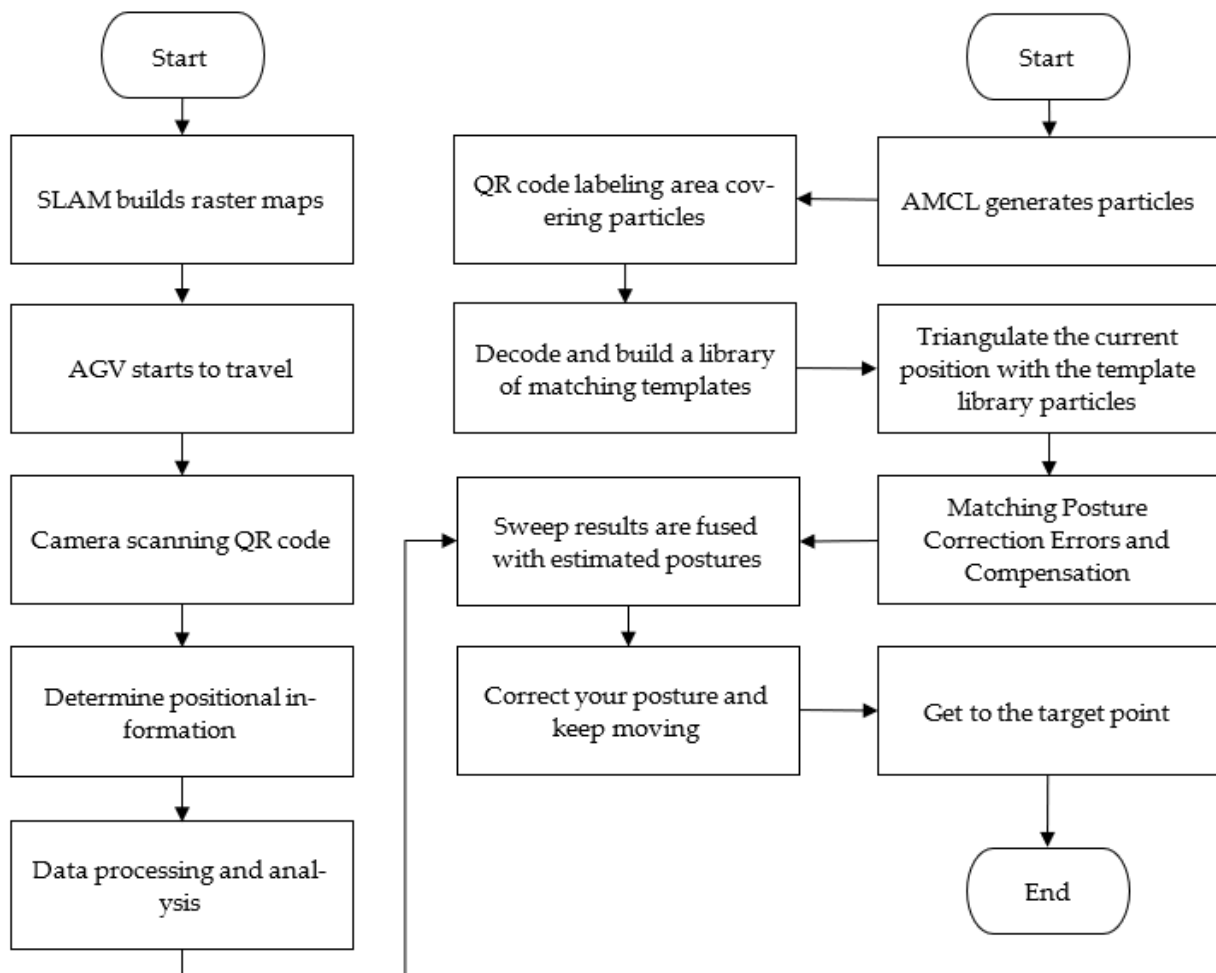 Start
SLAM builds raster maps
AGV starts to travel
Camera scanning QR code
Determine positional in-
formation
Data processing and anal-
ysis
Start
AMCL generates particles
QR code labeling area cov-
ering particles
Decode and build a library
of matching templates
Triangulate the current
position with the template
library particles
Matching Posture
Correction Errors and
Compensation
Sweep results are fused
with estimated postures
Correct your posture and
keep moving
Get to the target point
End